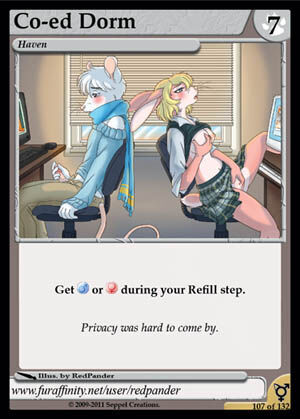 Co-ed Dorm
7
Haven
Get or during your Refill step.
Privacy was hard to come by.
Illus. by RedPander
www.furaffinity.net/user/redpander
© 2009-2011 Seppel Creations.
107 of 132